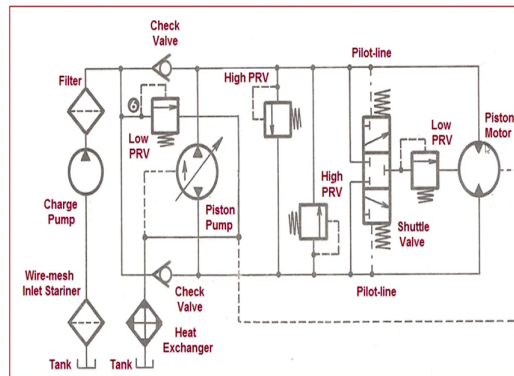 Check
Valve
Pilot-line
Filter
High PRV
Piston
Motor
6
Low
PRV
Low
PRV
Charge
Pump
High
PRV
Piston
Pump
Shuttle
Valve
Wire-mesh
Inlet Stariner
Check
Valve
Pilot-line
Heat
Exchanger
Tank
Tank